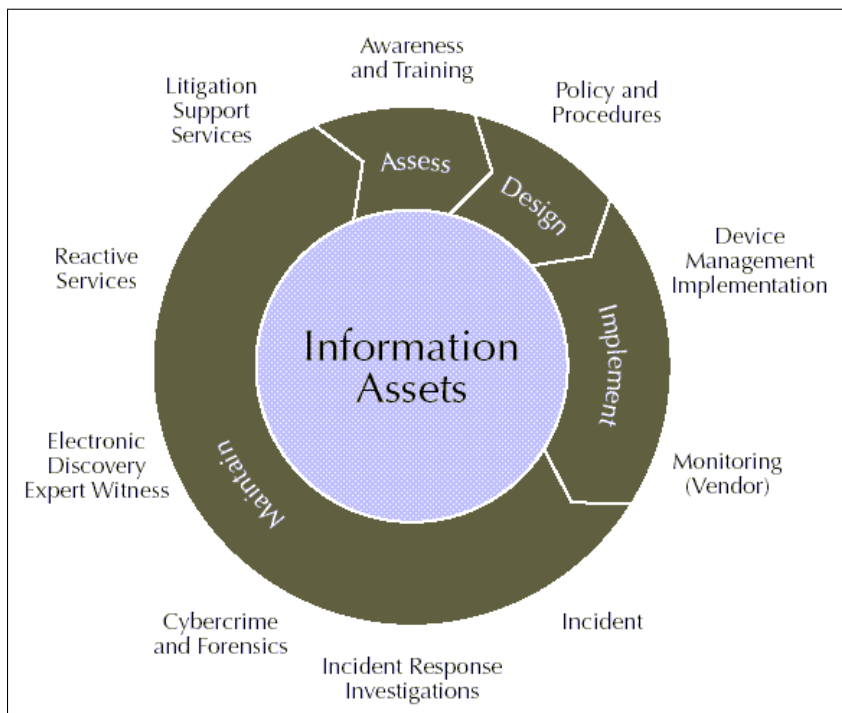 Awareness
and Training
Policy and
Procedures
Device
Management
Implementation
Monitoring
(Vendor)
Incident
Incident Response
Investigations
Cybercrime
and Forensics
Electronic
Discovery
Expert Witness
Reactive
Services
Litigation
Support
Services
Assess
Design
Implement
Maintain
Information
Assets